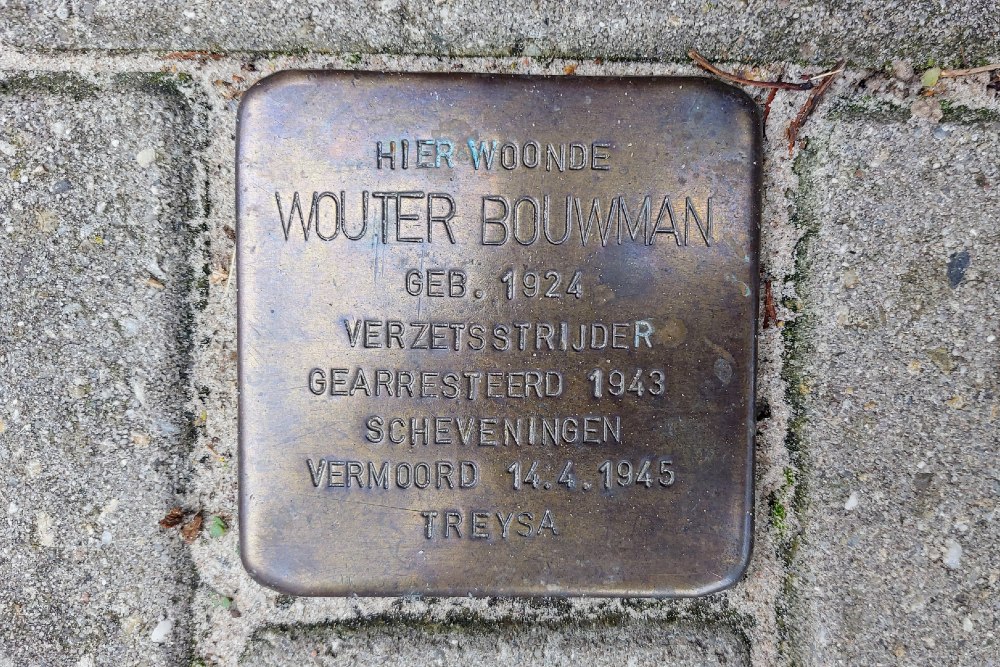 HIER WOONDE
WOUTER BOUWMAN
GEB. 1924
VERZETSSTRIJDER
GEARRESTEERD 1943
SCHEVENINGEN
VERMOORD 14.4.1945
TREYSA